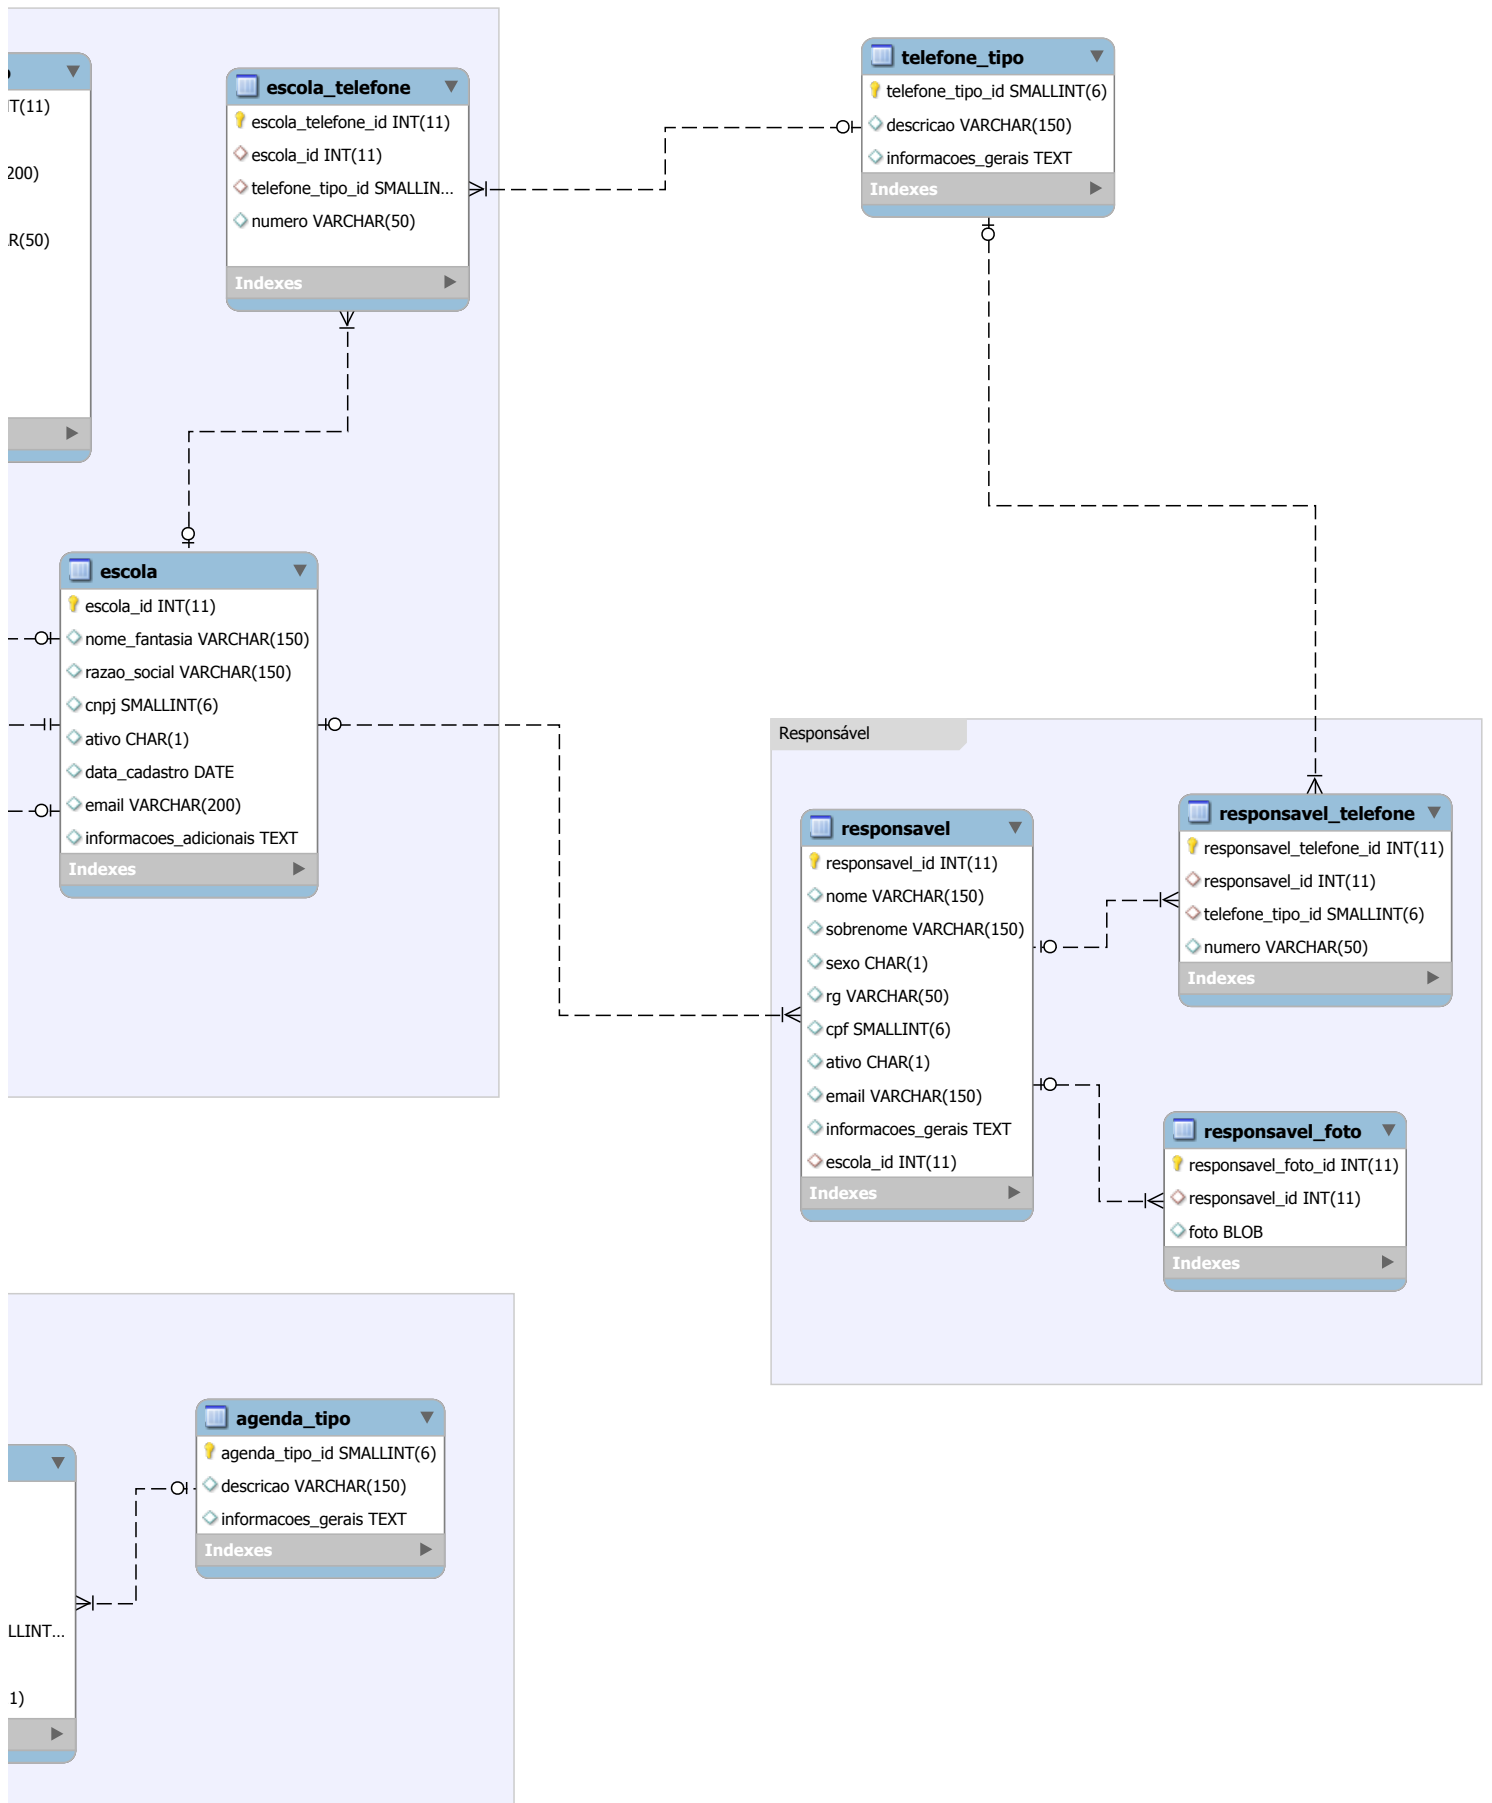 T(11)
200)
R(50)
escola_telefone
escola_telefone_id INT(11)
escola_id INT(11)
telefone_tipo_id SMALLIN...
numero VARCHAR(50)
Indexes
telefone_tipo
telefone_tipo_id SMALLINT(6)
descricao VARCHAR(150)
informacoes_gerais TEXT
Indexes
escola
escola_id INT(11)
nome_fantasia VARCHAR(150)
razao_social VARCHAR(150)
cnpj SMALLINT(6)
ativo CHAR(1)
data_cadastro DATE
email VARCHAR(200)
informacoes_adicionais TEXT
Indexes
Responsável
responsavel
responsavel_id INT(11)
nome VARCHAR(150)
sobrenome VARCHAR(150)
sexo CHAR(1)
rg VARCHAR(50)
cpf SMALLINT(6)
ativo CHAR(1)
email VARCHAR(150)
informacoes_gerais TEXT
escola_id INT(11)
Indexes
responsavel_telefone
responsavel_telefone_id INT(11)
responsavel_id INT(11)
telefone_tipo_id SMALLINT(6)
numero VARCHAR(50)
Indexes
responsavel_foto
responsavel_foto_id INT(11)
responsavel_id INT(11)
foto BLOB
Indexes
agenda_tipo
agenda_tipo_id SMALLINT(6)
descricao VARCHAR(150)
informacoes_gerais TEXT
Indexes
LLINT...
1)